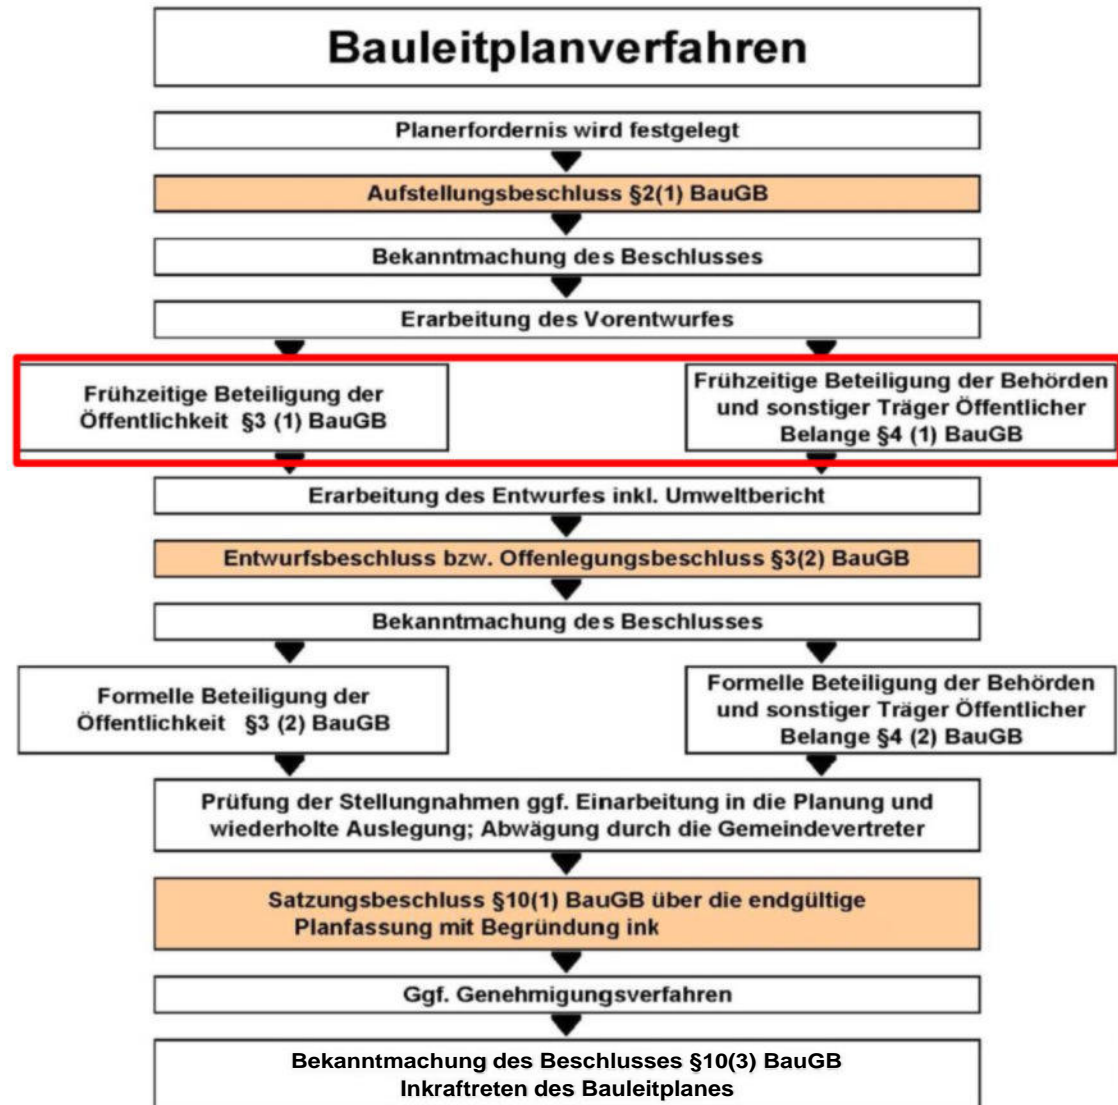 Bauleitplanverfahren
Planerfordernis wird festgelegt
Aufstellungsbeschluss §2(1) BauGB
Bekanntmachung des Beschlusses
Erarbeitung des Vorentwurfes
Frühzeitige Beteiligung der
Öffentlichkeit §3 (1) BauGB
Frühzeitige Beteiligung der Behörden
und sonstiger Träger Öffentlicher
Belange §4 (1) BauGB
Erarbeitung des Entwurfes inkl. Umweltbericht
Entwurfsbeschluss bzw. Offenlegungsbeschluss §3(2) BauGB
Bekanntmachung des Beschlusses
Formelle Beteiligung der
Öffentlichkeit §3 (2) BauGB
Formelle Beteiligung der Behörden
und sonstiger Träger Öffentlicher
Belange §4 (2) BauGB
Prüfung der Stellungnahmen ggf. Einarbeitung in die Planung und
wiederholte Auslegung; Abwägung durch die Gemeindevertreter
Satzungsbeschluss §10(1) BauGB über die endgültige
Planfassung mit Begründung ink
Ggf. Genehmigungsverfahren
Bekanntmachung des Beschlusses §10(3) BauGB
Inkraftreten des Bauleitplanes